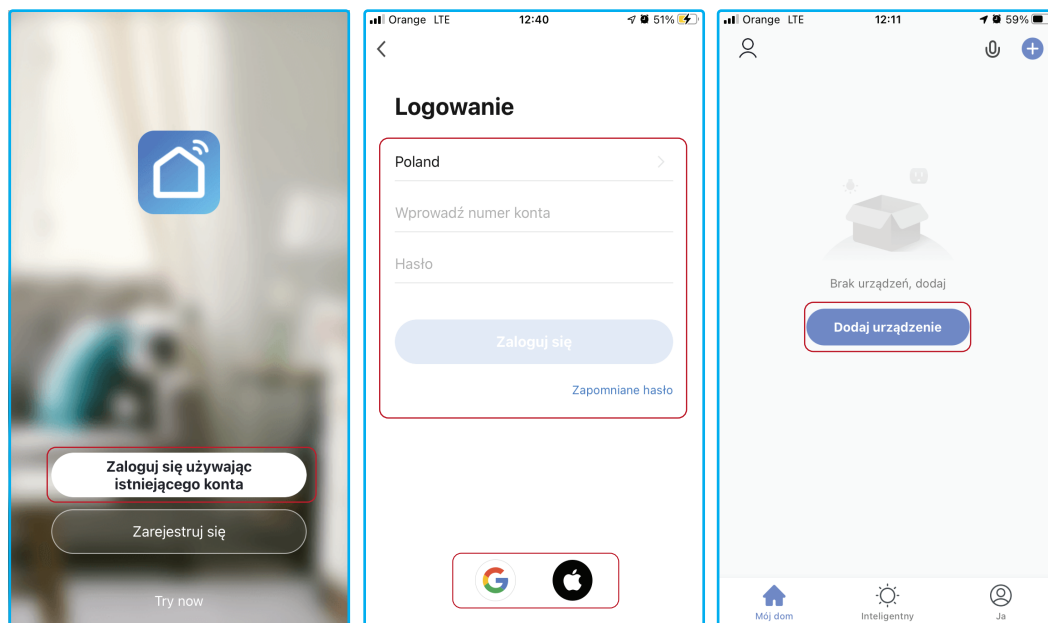 Zaloguj się używając
istniejącego konta
Zarejestruj się
Try now
Orange LTE 12:40 51%
Logowanie
Poland
Wprowadź numer konta
Hasło
Zaloguj się
Zapomniane hasło
Orange LTE 12:11 59%
Brak urządzeń, dodaj
Dodaj urządzenie
Mój dom Inteligentny Ja